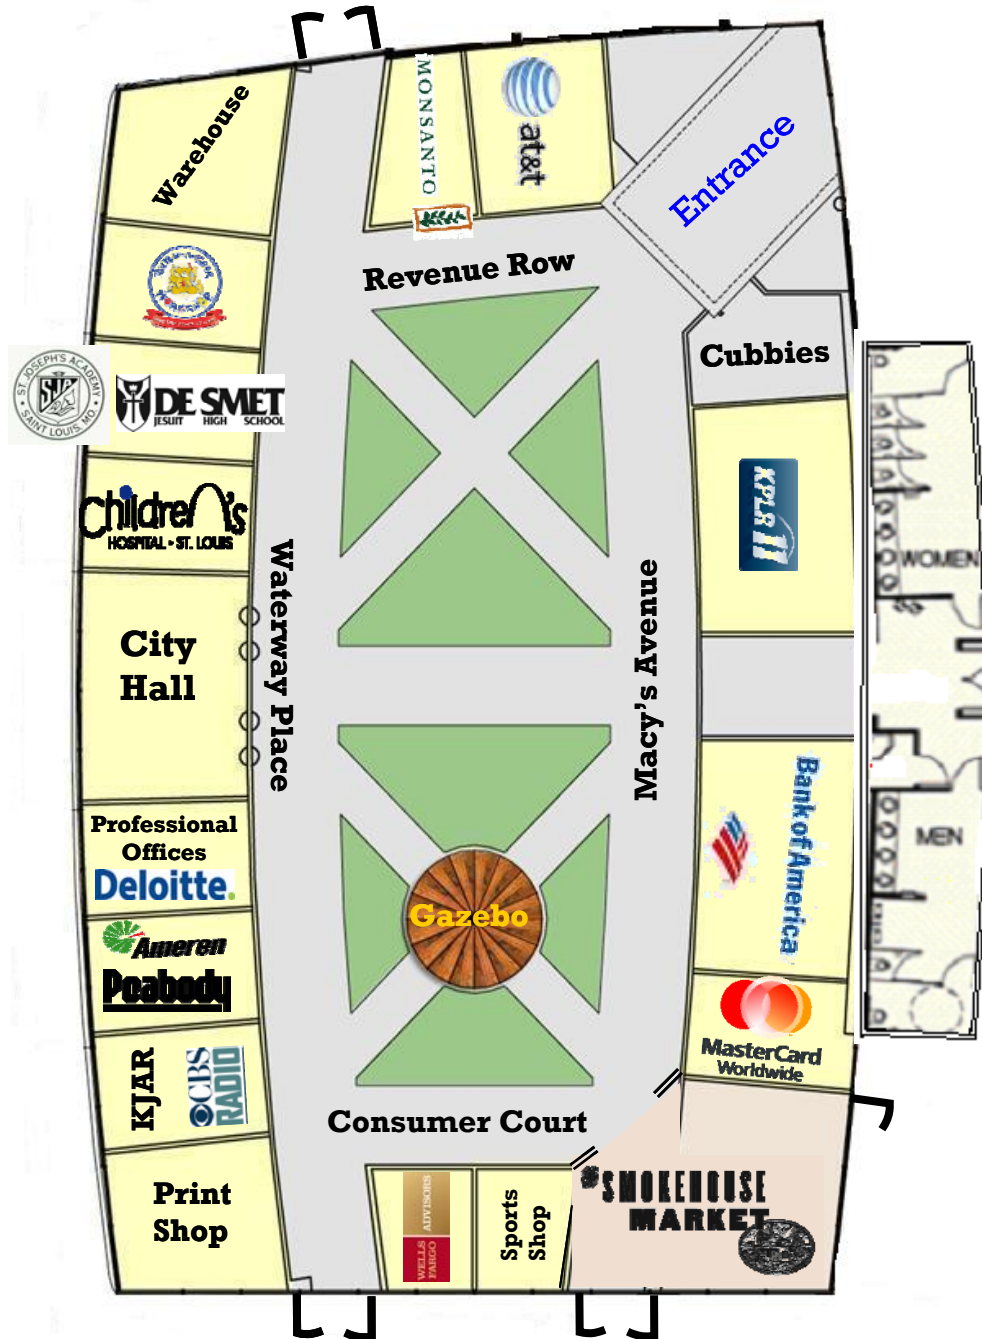 Warehouse
MONSANTO
at&t
Entrance
Revenue Row
Cubbies
ST. JOSEPH'S ACADEMY
SJA
SAINT LOUIS, MO.
DE SMET
JESUIT HIGH SCHOOL
XPLR 11
Children's
HOSPITAL • ST. LOUIS
WOMEN
City
Hall
Waterway Place
Macy's Avenue
Professional
Offices
Deloitte.
Bank of America
MEN
Gazebo
Ameren
Peabody
MasterCard
Worldwide
KJAR
CBS
RADIO
Consumer Court
Print
Shop
WELLS
FARGO
ADVISORS
Sports
Shop
SMOKEHOUSE
MARKET